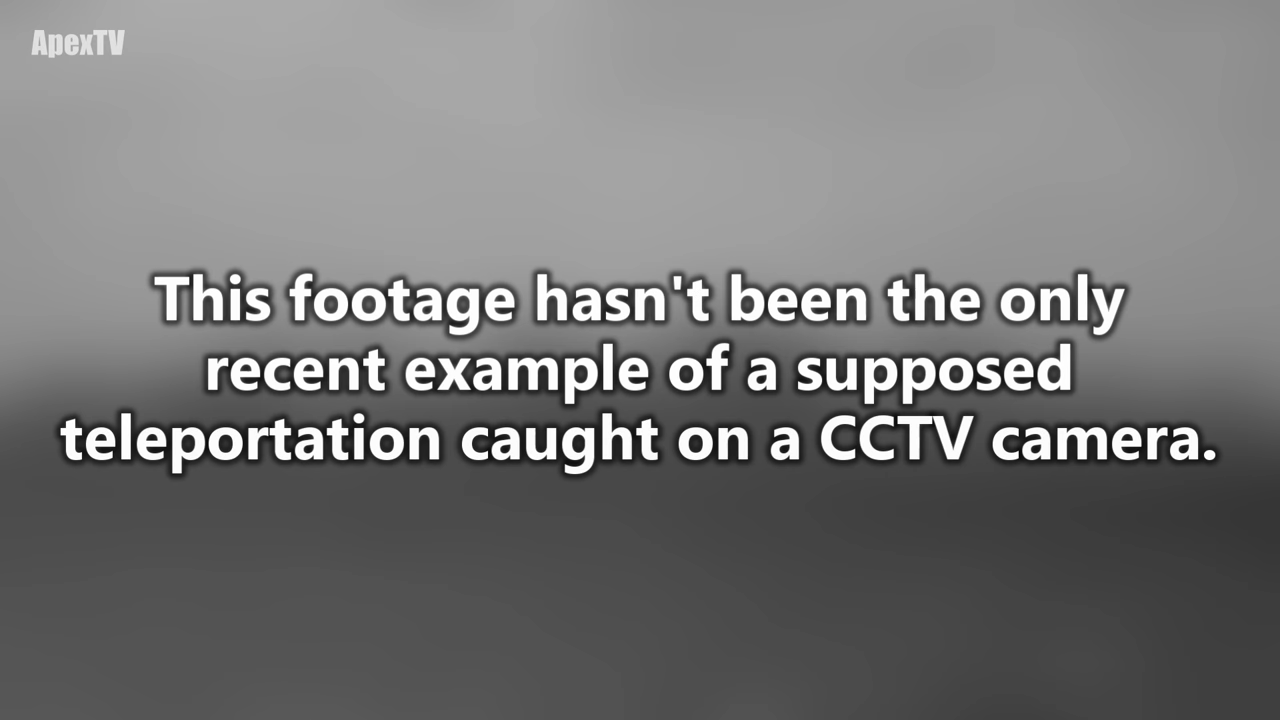 ApexTV
This footage hasn't been the only
recent example of a supposed
teleportation caught on a CCTV camera.